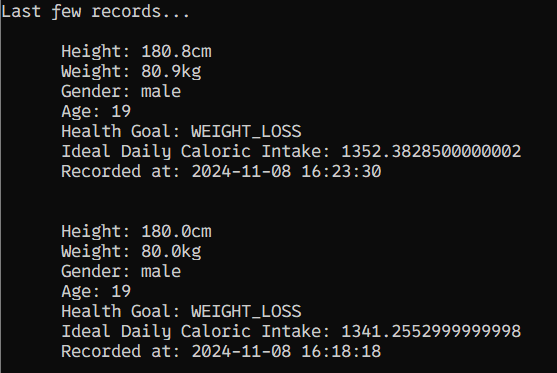 Last few records...
Height: 180.8cm
Weight: 80.9kg
Gender: male
Age: 19
Health Goal: WEIGHT_LOSS
Ideal Daily Caloric Intake: 1352.3828500000002
Recorded at: 2024-11-08 16:23:30
Height: 180.0cm
Weight: 80.0kg
Gender: male
Age: 19
Health Goal: WEIGHT_LOSS
Ideal Daily Caloric Intake: 1341.2552999999998
Recorded at: 2024-11-08 16:18:18